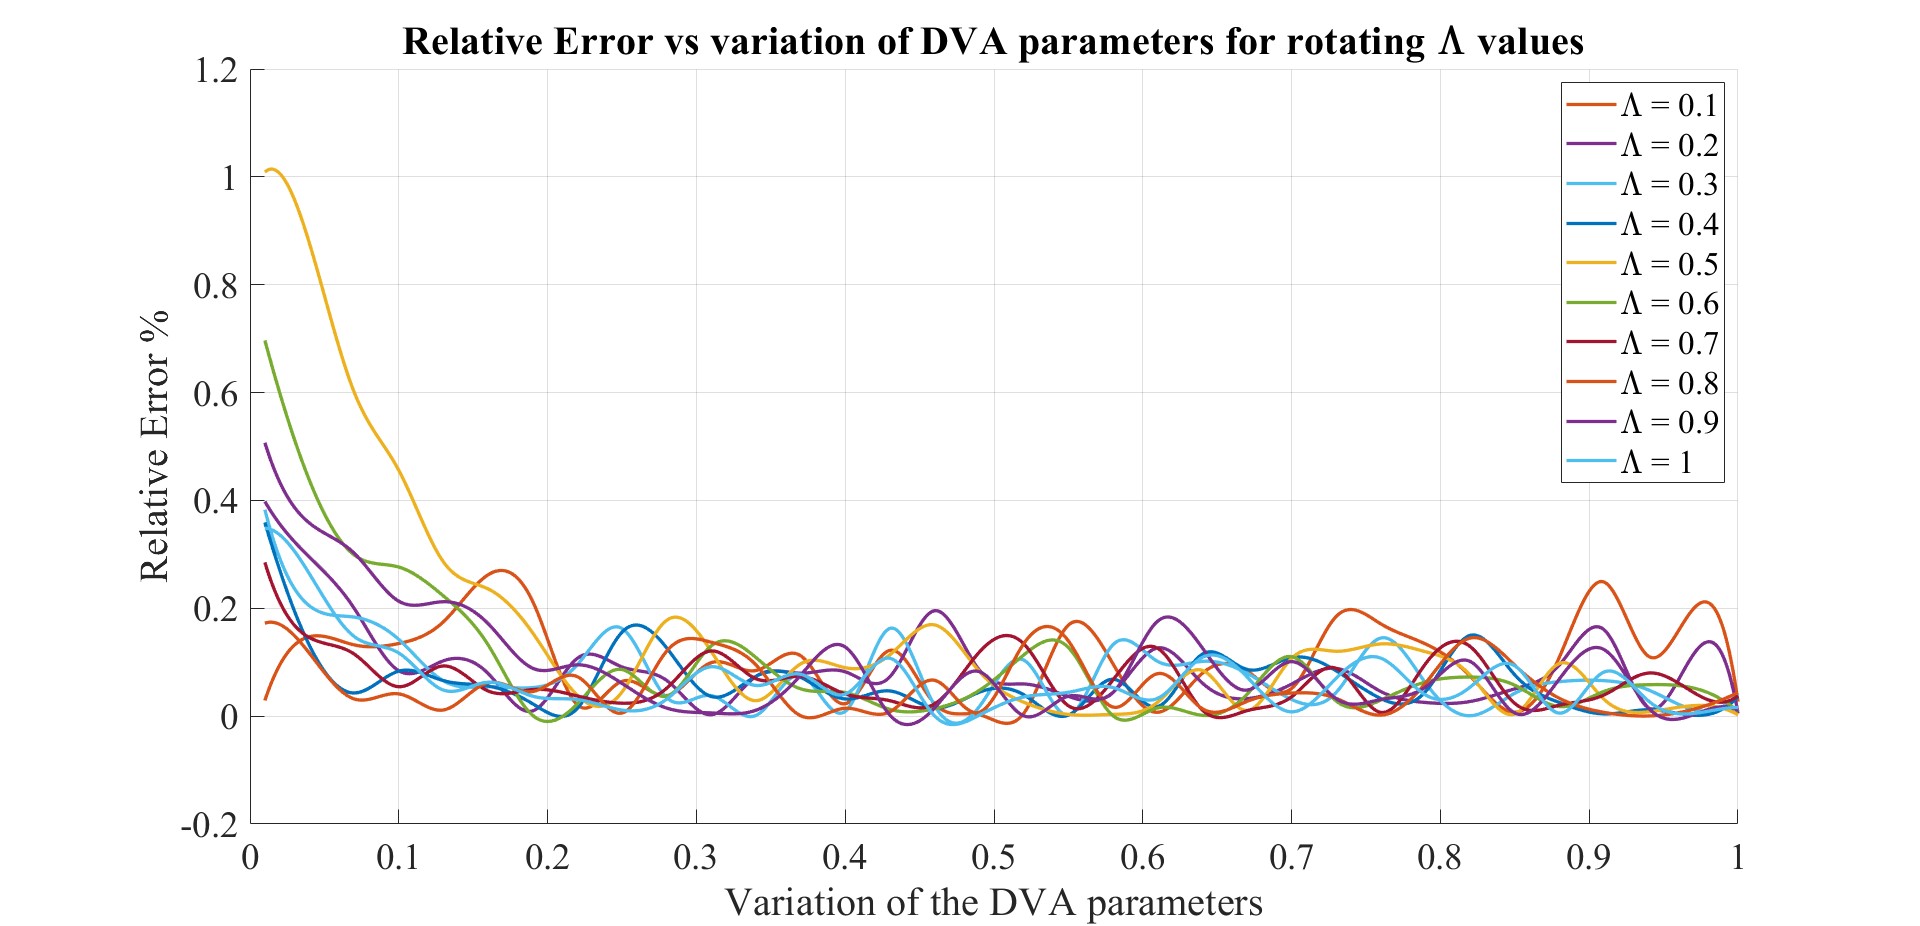 Relative Error vs variation of DVA parameters for rotating Λ values
1.2
1
0.8
0.6
0.4
0.2
0
-0.2
Relative Error %
Λ = 0.1
Λ = 0.2
Λ = 0.3
Λ = 0.4
Λ = 0.5
Λ = 0.6
Λ = 0.7
Λ = 0.8
Λ = 0.9
Λ = 1
0 0.1 0.2 0.3 0.4 0.5 0.6 0.7 0.8 0.9 1
Variation of the DVA parameters